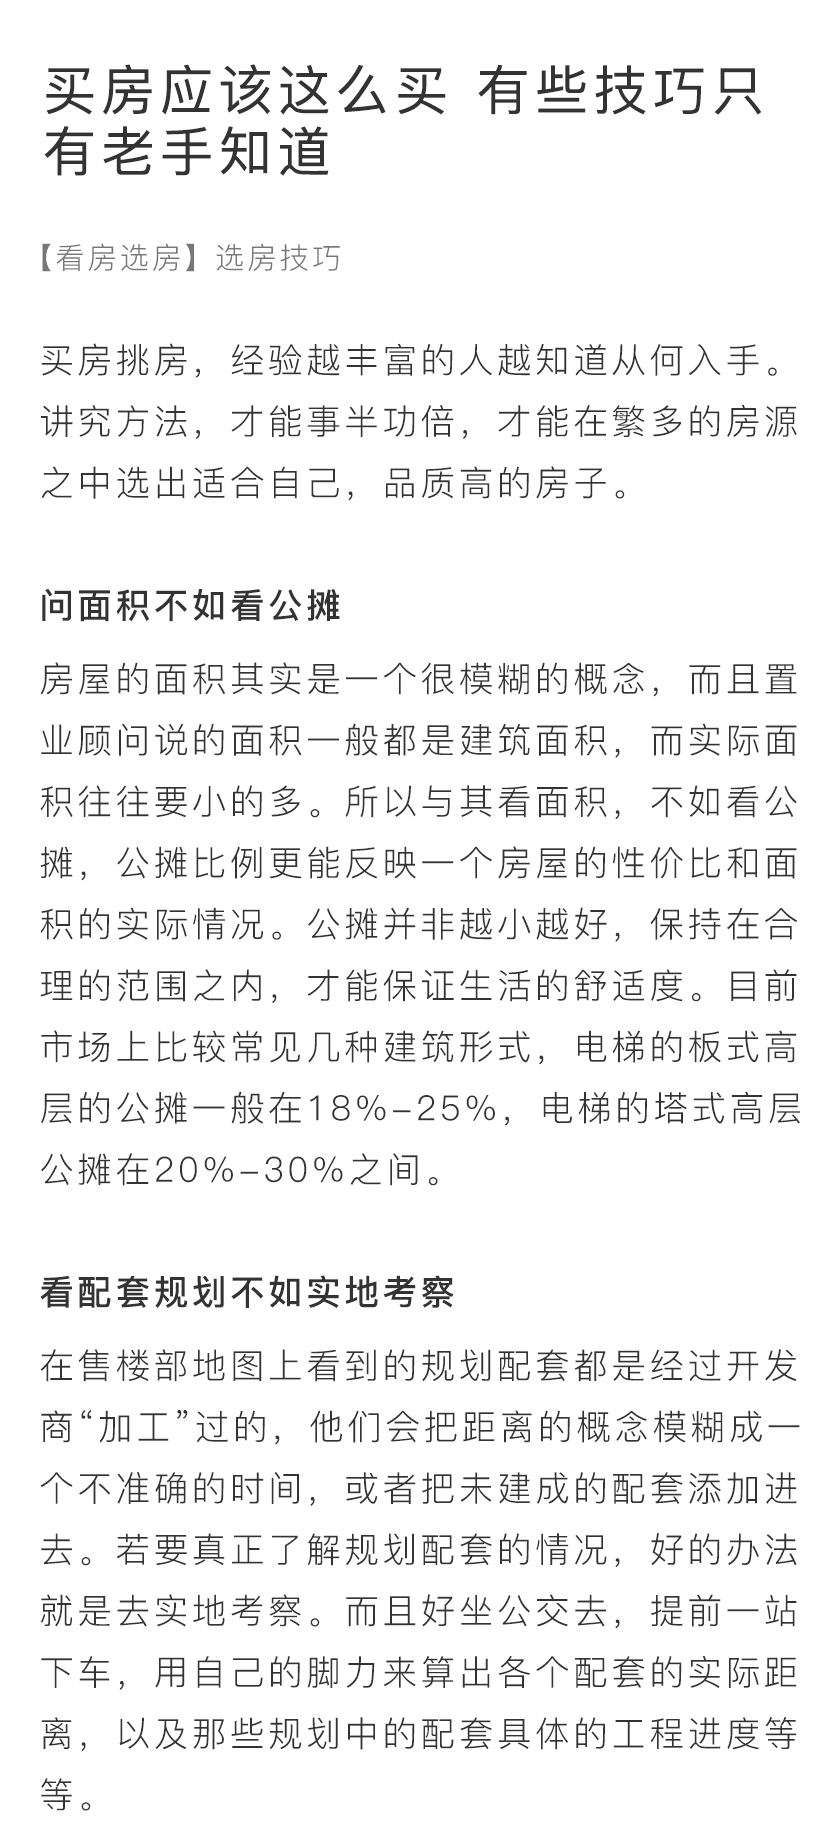 买房应该这么买 有些技巧只
有老手知道
【看房选房】选房技巧
买房挑房，经验越丰富的人越知道从何入手。
讲究方法，才能事半功倍，才能在繁多的房源
之中选出适合自己，品质高的房子。
问面积不如看公摊
房屋的面积其实是一个很模糊的概念，而且置
业顾问说的面积一般都是建筑面积，而实际面
积往往要小的多。所以与其看面积，不如看公
摊，公摊比例更能反映一个房屋的性价比和面
积的实际情况。公摊并非越小越好，保持在合
理的范围之内，才能保证生活的舒适度。目前
市场上比较常见几种建筑形式，电梯的板式高
层的公摊一般在18%-25%，电梯的塔式高层
公摊在20%-30%之间。
看配套规划不如实地考察
在售楼部地图上看到的规划配套都是经过开发
商“加工”过的，他们会把距离的概念模糊成一
个不准确的时间，或者把未建成的配套添加进
去。若要真正了解规划配套的情况，好的办法
就是去实地考察。而且好坐公交去，提前一站
下车，用自己的脚力来算出各个配套的实际距
离，以及那些规划中的配套具体的工程进度等
等。